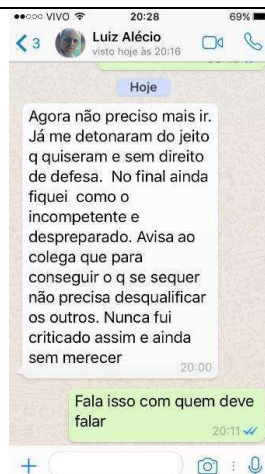 VIVO 20:28 69%
3 Luiz Alécio
visto hoje às 20:16
Hoje
Agora não preciso mais ir.
Já me detonaram do jeito
q quiseram e sem direito
de defesa. No final ainda
fiquei como o
incompetente e
despreparado. Avisa ao
colega que para
conseguir o q se sequer
não precisa desqualificar
os outros. Nunca fui
criticado assim e ainda
sem merecer
20:00
Fala isso com quem deve
falar
20:11